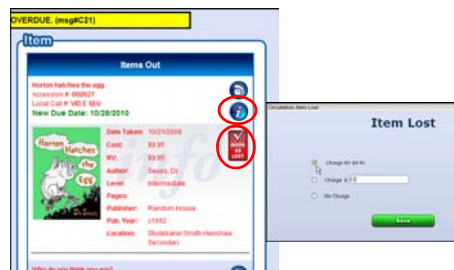 OVERDUE. (msg#C21)
Item
Items Out
Horton hatches the egg.
Accession #: 000027
Local Call #: VID E SEU
New Due Date: 10/28/2010
Horton Hatches the Egg
Dr. Seuss
Date Taken: 10/21/2009
Cost: $9.95
RV: $9.95
Author: Seuss, Dr.
Level: Intermediate
Pages:
Publisher: Random House,
Pub. Year: c1992
Location: Studebaker-Smith-Henshaw
Secondary
MARK
AS
LOST
info
Who do you think you are?
Circulation: Item Lost
Item Lost
Charge RV $9.95
Charge $
No Charge
Save